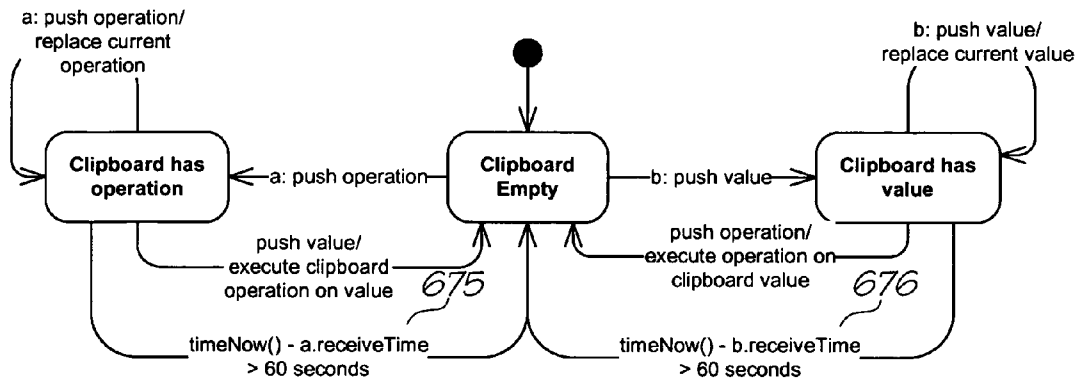 a: push operation/
replace current
operation
b: push value/
replace current value
Clipboard has
operation
a: push operation
Clipboard
Empty
b: push value
Clipboard has
value
push value/
execute clipboard
operation on value
675
push operation/
execute operation on
clipboard value
676
timeNow() - a.receiveTime
> 60 seconds
timeNow() - b.receiveTime
> 60 seconds